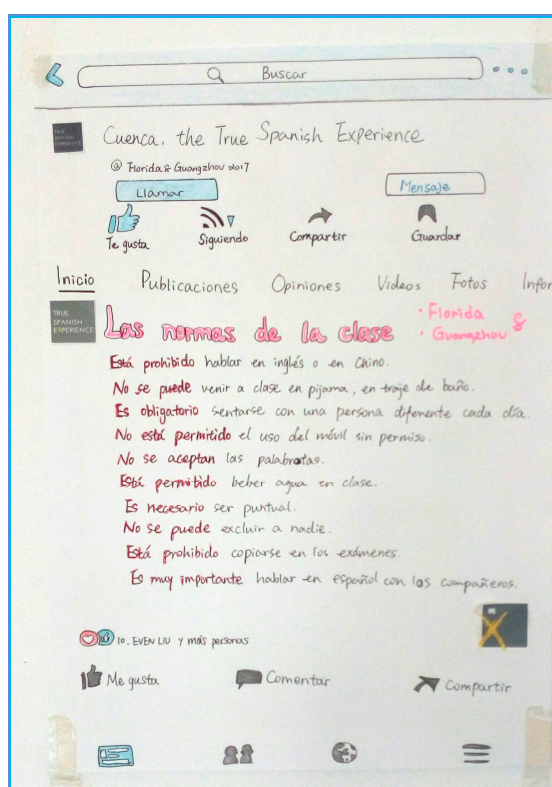 Buscar
TRUE SPANISH EXPERIENCE
Cuenca, the True Spanish Experience
@ Florida & Guangzhou 2017
Llamar
Mensaje
Te gusta
Siguiendo
Compartir
Guardar
Inicio Publicaciones Opiniones Videos Fotos Infor
TRUE
SPANISH
EXPERIENCE
Las normas de la clase
• Florida &
• Guangzhou
Está prohibido hablar en inglés o en chino.
No se puede venir a clase en pijama, en traje de baño.
Es obligatorio sentarse con una persona diferente cada día.
No está permitido el uso del móvil sin permiso.
No se aceptan las palabrotas.
Está permitido beber agua en clase.
Es necesario ser puntual.
No se puede excluir a nadie.
Está prohibido copiarse en los exámenes.
Es muy importante hablar en español con los compañeros.
10. EVEN LIU y más personas
Me gusta
Comentar
Compartir